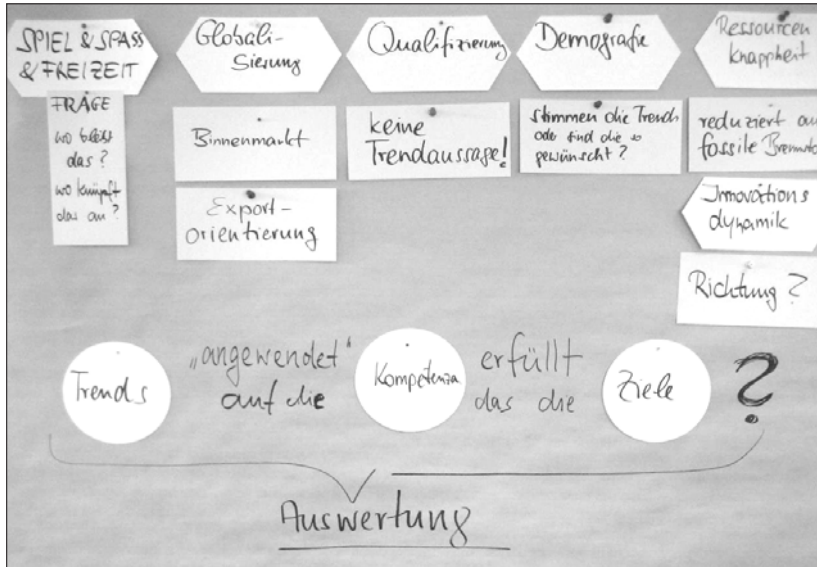 SPIEL & SPASS
& FREIZEIT
FRAGE
wo bleibt
das?
wo knüpft
das an?
Globali-
sierung
Binnenmarkt
Export-
orientierung
Qualifizierung
keine
Trendaussage!
Demografie
stimmen die Trends
oder sind die so
gewünscht?
Ressourcen
knappheit
reduziert auf
fossile
Innovations
dynamik
Richtung?
Trends
„angewendet“
auf die
Kompetenza
erfüllt
das die
Ziele
?
Auswertung